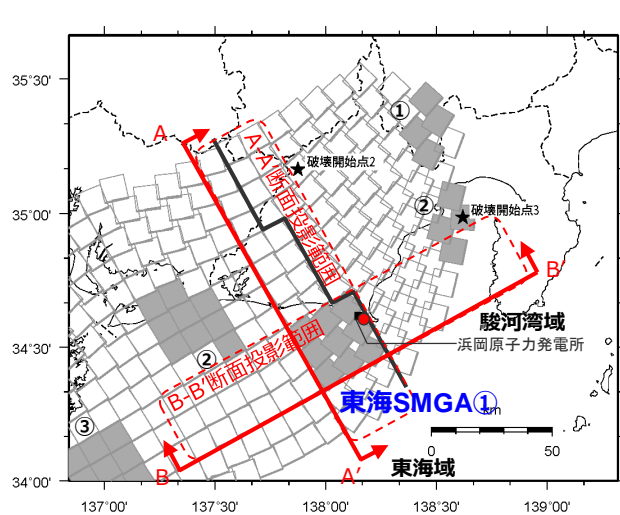 35°30'
35°00'
34°30'
34°00'
137°00'
137°30'
138°00'
138°30'
139°00'
A
A-A'断面投影範囲
破壊開始点2
①
②
破壊開始点3
B'
駿河湾域
浜岡原子力発電所
②
B-B'断面投影範囲
東海SMGA①
km
0
50
③
B
A'
東海域